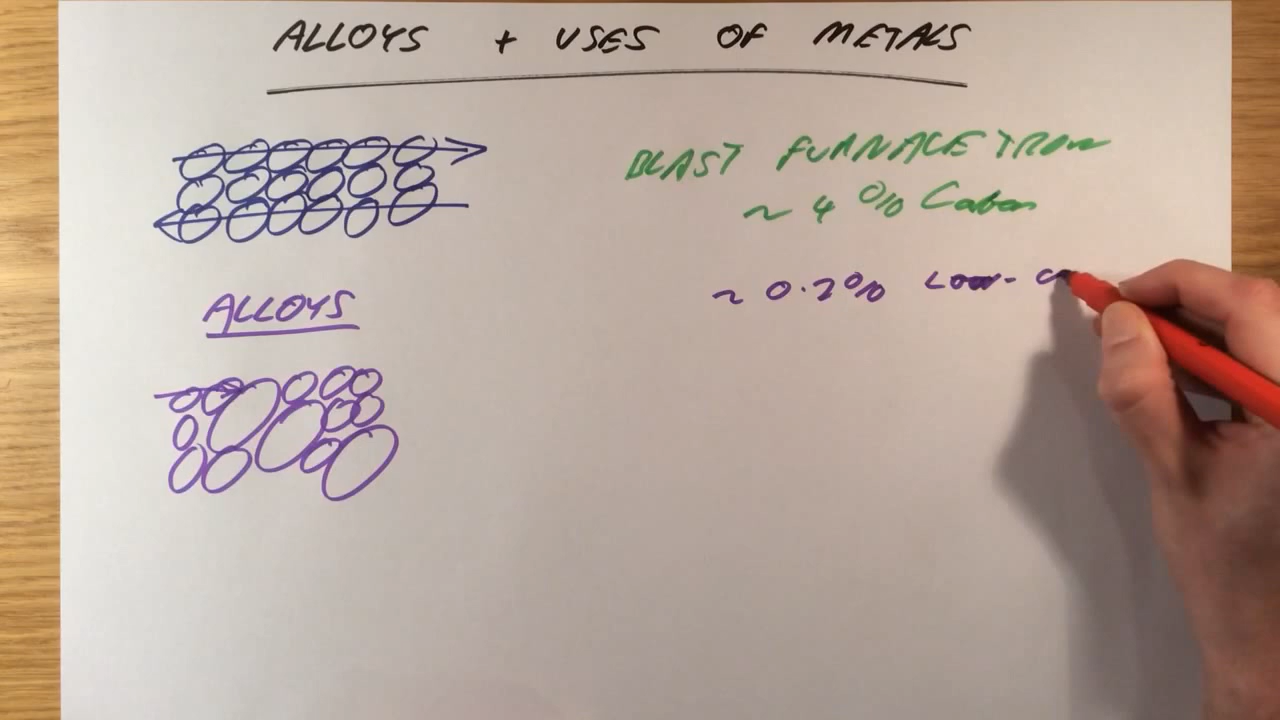 ALLOYS + USES OF METALS
BLAST FURNACE IRON
~ 4 % Carbon
ALLOYS
~ 0.2% Low- C